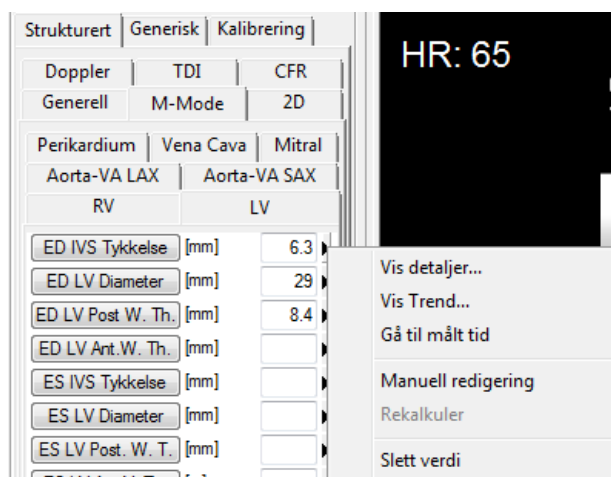 Strukturert Generisk Kalibrering
HR: 65
Doppler TDI CFR
Generell M-Mode 2D
Perikardium Vena Cava Mitral
Aorta-VA LAX Aorta-VA SAX
RV LV
ED IVS Tykkelse [mm] 6.3
ED LV Diameter [mm] 29
ED LV Post W. Th. [mm] 8.4
ED LV Ant.W. Th. [mm]
ES IVS Tykkelse [mm]
ES LV Diameter [mm]
ES LV Post. W. T. [mm]
Vis detaljer...
Vis Trend...
Gå til målt tid
Manuell redigering
Rekalkuler
Slett verdi